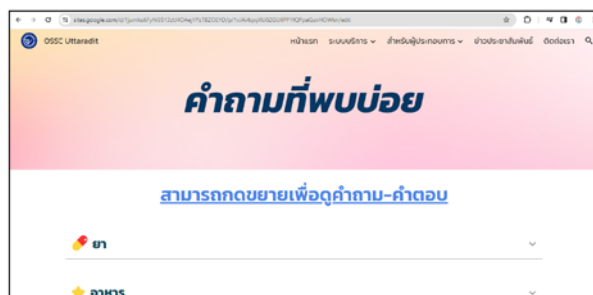 OSSC Uttaradit
หน้าแรก ระบบบริการ สำหรับผู้ประกอบการ ข่าวประชาสัมพันธ์ ติดต่อเรา
คำถามที่พบบ่อย
สามารถกดขยายเพื่อดูคำถาม-คำตอบ
ยา
อาหาร